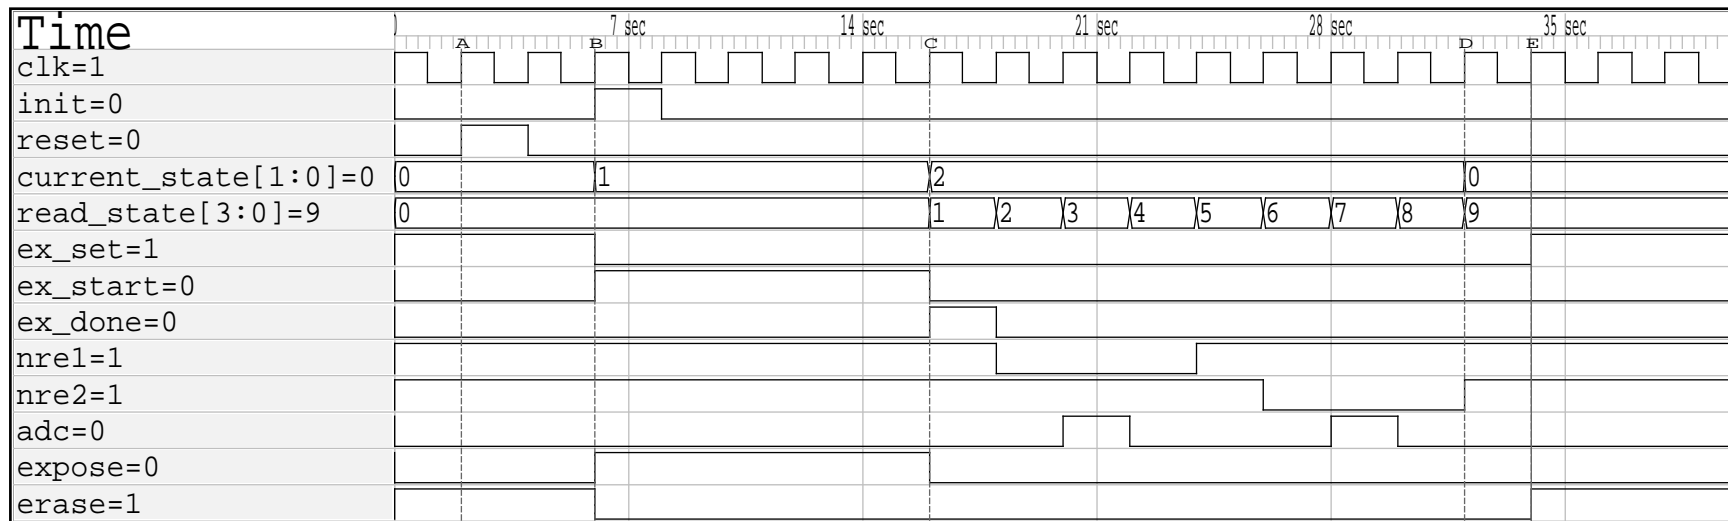 Time 0 7 sec 14 sec 21 sec 28 sec 35 sec
A B C D E
clk=1
init=0
reset=0
current_state[1:0]=0 0 1 2 0
read_state[3:0]=9 0 1 2 3 4 5 6 7 8 9
ex_set=1
ex_start=0
ex_done=0
nre1=1
nre2=1
adc=0
expose=0
erase=1